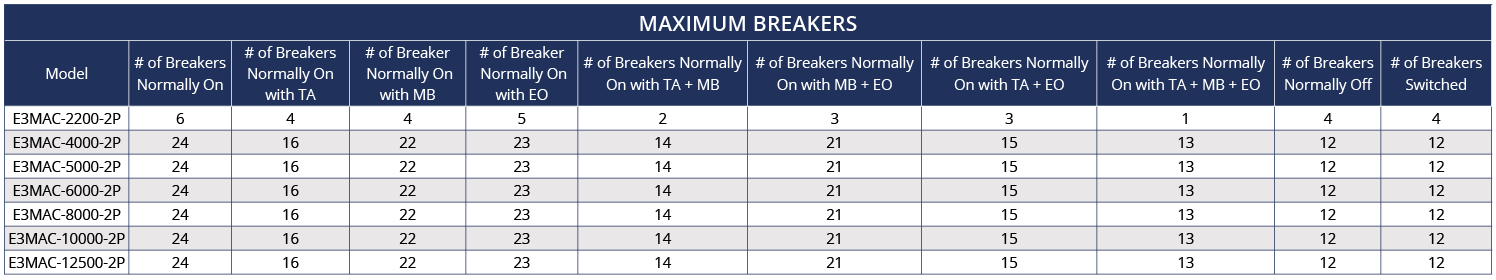 MAXIMUM BREAKERS
Model # of Breakers Normally On # of Breakers Normally On with TA # of Breaker Normally On with MB # of Breaker Normally On with EO # of Breakers Normally On with TA + MB # of Breakers Normally On with MB + EO # of Breakers Normally On with TA + EO # of Breakers Normally On with TA + MB + EO # of Breakers Normally Off # of Breakers Switched
E3MAC-2200-2P 6 4 4 5 2 3 3 1 4 4
E3MAC-4000-2P 24 16 22 23 14 21 15 13 12 12
E3MAC-5000-2P 24 16 22 23 14 21 15 13 12 12
E3MAC-6000-2P 24 16 22 23 14 21 15 13 12 12
E3MAC-8000-2P 24 16 22 23 14 21 15 13 12 12
E3MAC-10000-2P 24 16 22 23 14 21 15 13 12 12
E3MAC-12500-2P 24 16 22 23 14 21 15 13 12 12